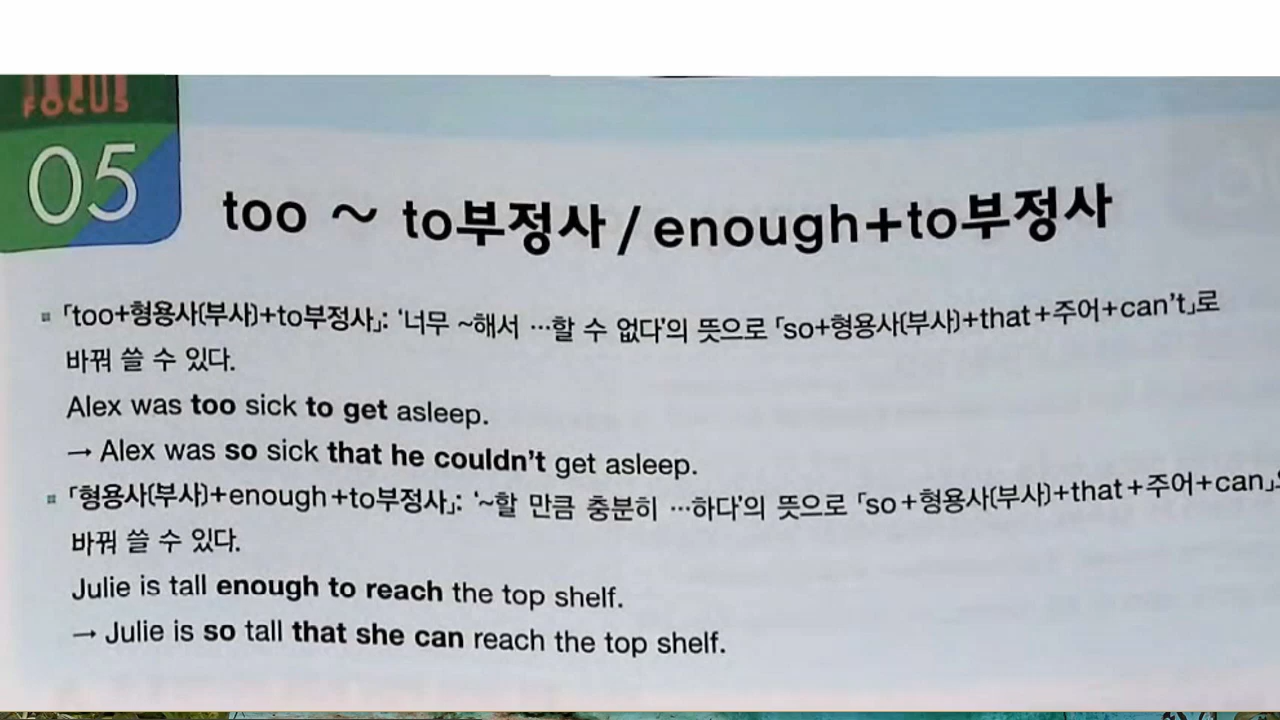 FOCUS
05
too ~ to부정사 / enough+to부정사
「too+형용사(부사)+to부정사」: ‘너무 ~해서 …할 수 없다’의 뜻으로 「so+형용사(부사)+that+주어+can't」로
바꿔 쓸 수 있다.
Alex was too sick to get asleep.
→ Alex was so sick that he couldn't get asleep.
「형용사(부사)+enough+to부정사」: ‘~할 만큼 충분히 …하다’의 뜻으로 「so+형용사(부사)+that+주어+can」
바꿔 쓸 수 있다.
Julie is tall enough to reach the top shelf.
→ Julie is so tall that she can reach the top shelf.